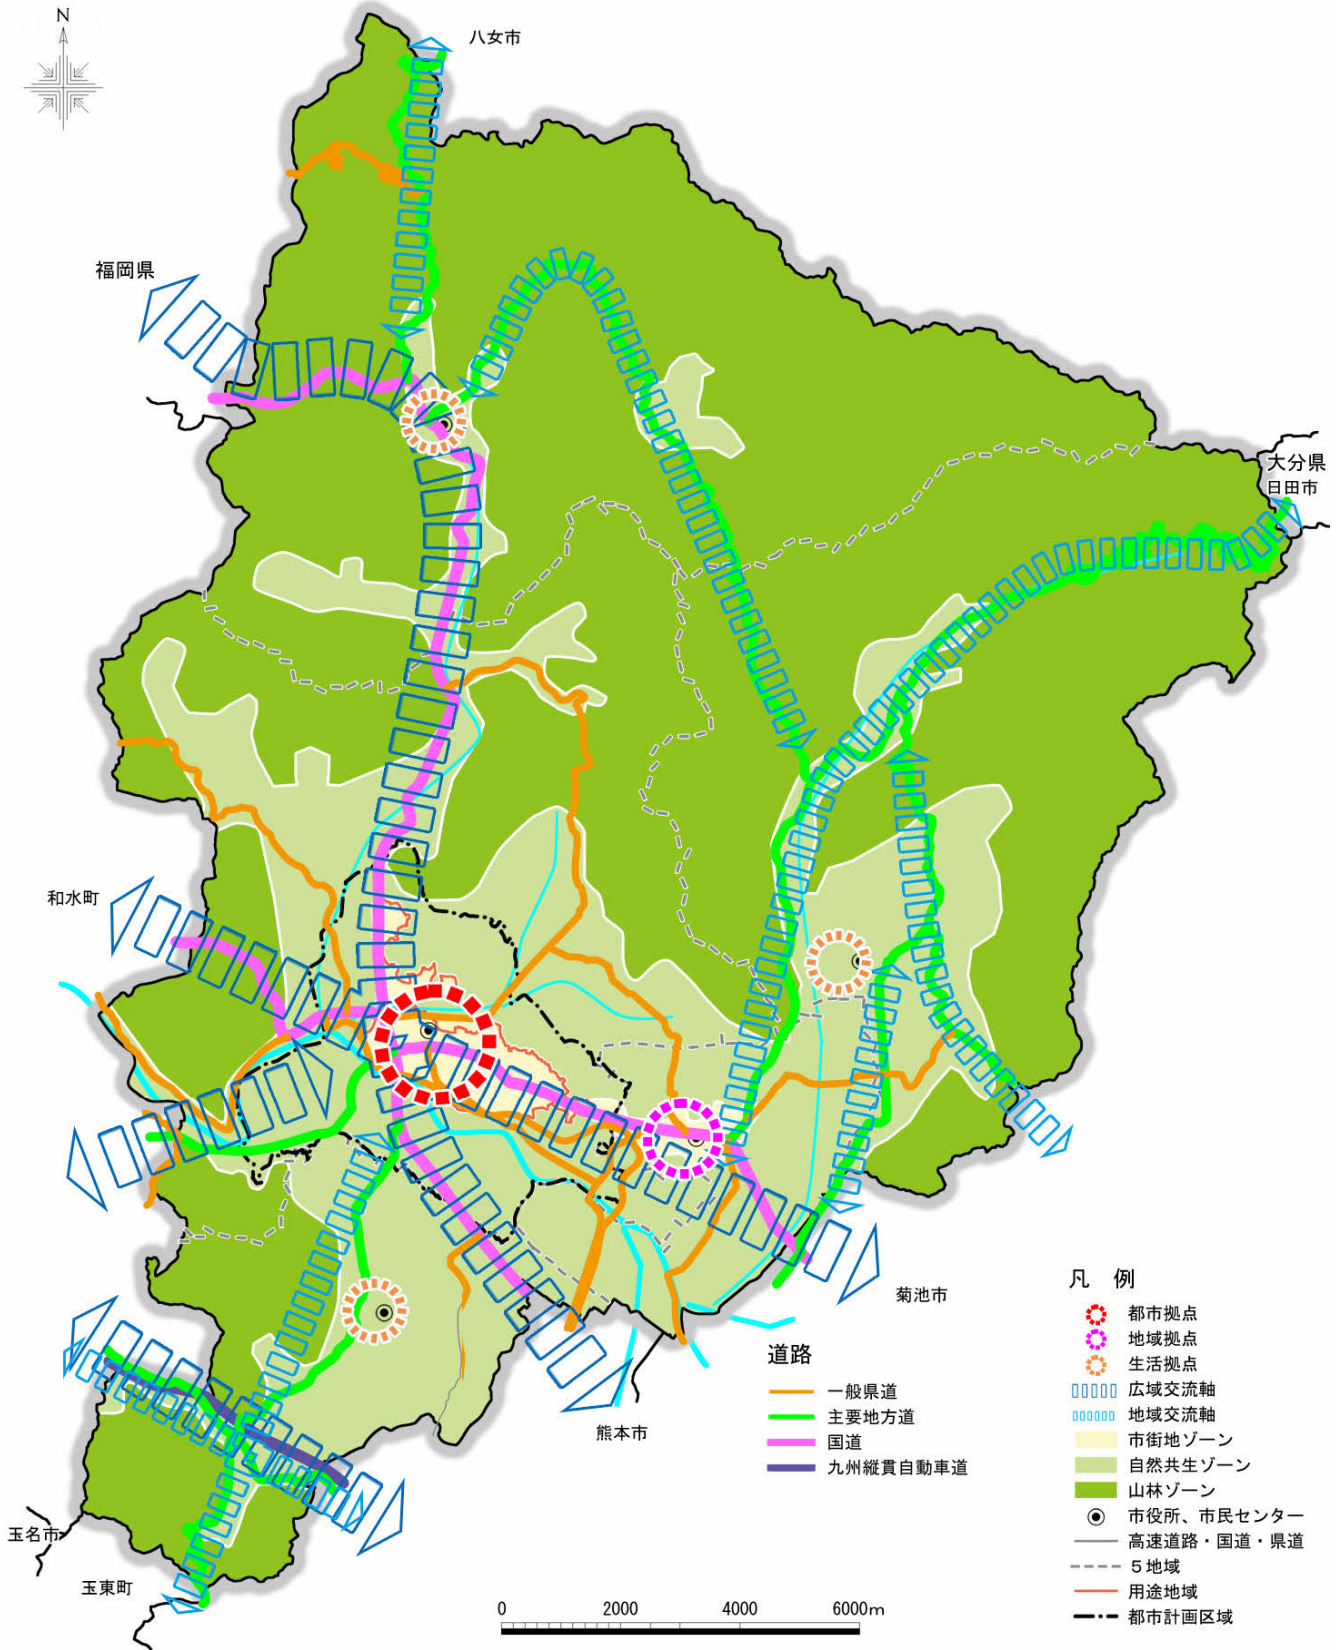 N
八女市
福岡県
大分県
日田市
和水町
菊池市
熊本市
玉名市
玉東町
道路
一般県道
主要地方道
国道
九州縦貫自動車道
凡 例
都市拠点
地域拠点
生活拠点
広域交流軸
地域交流軸
市街地ゾーン
自然共生ゾーン
山林ゾーン
市役所、市民センター
高速道路・国道・県道
5地域
用途地域
都市計画区域
0 2000 4000 6000m